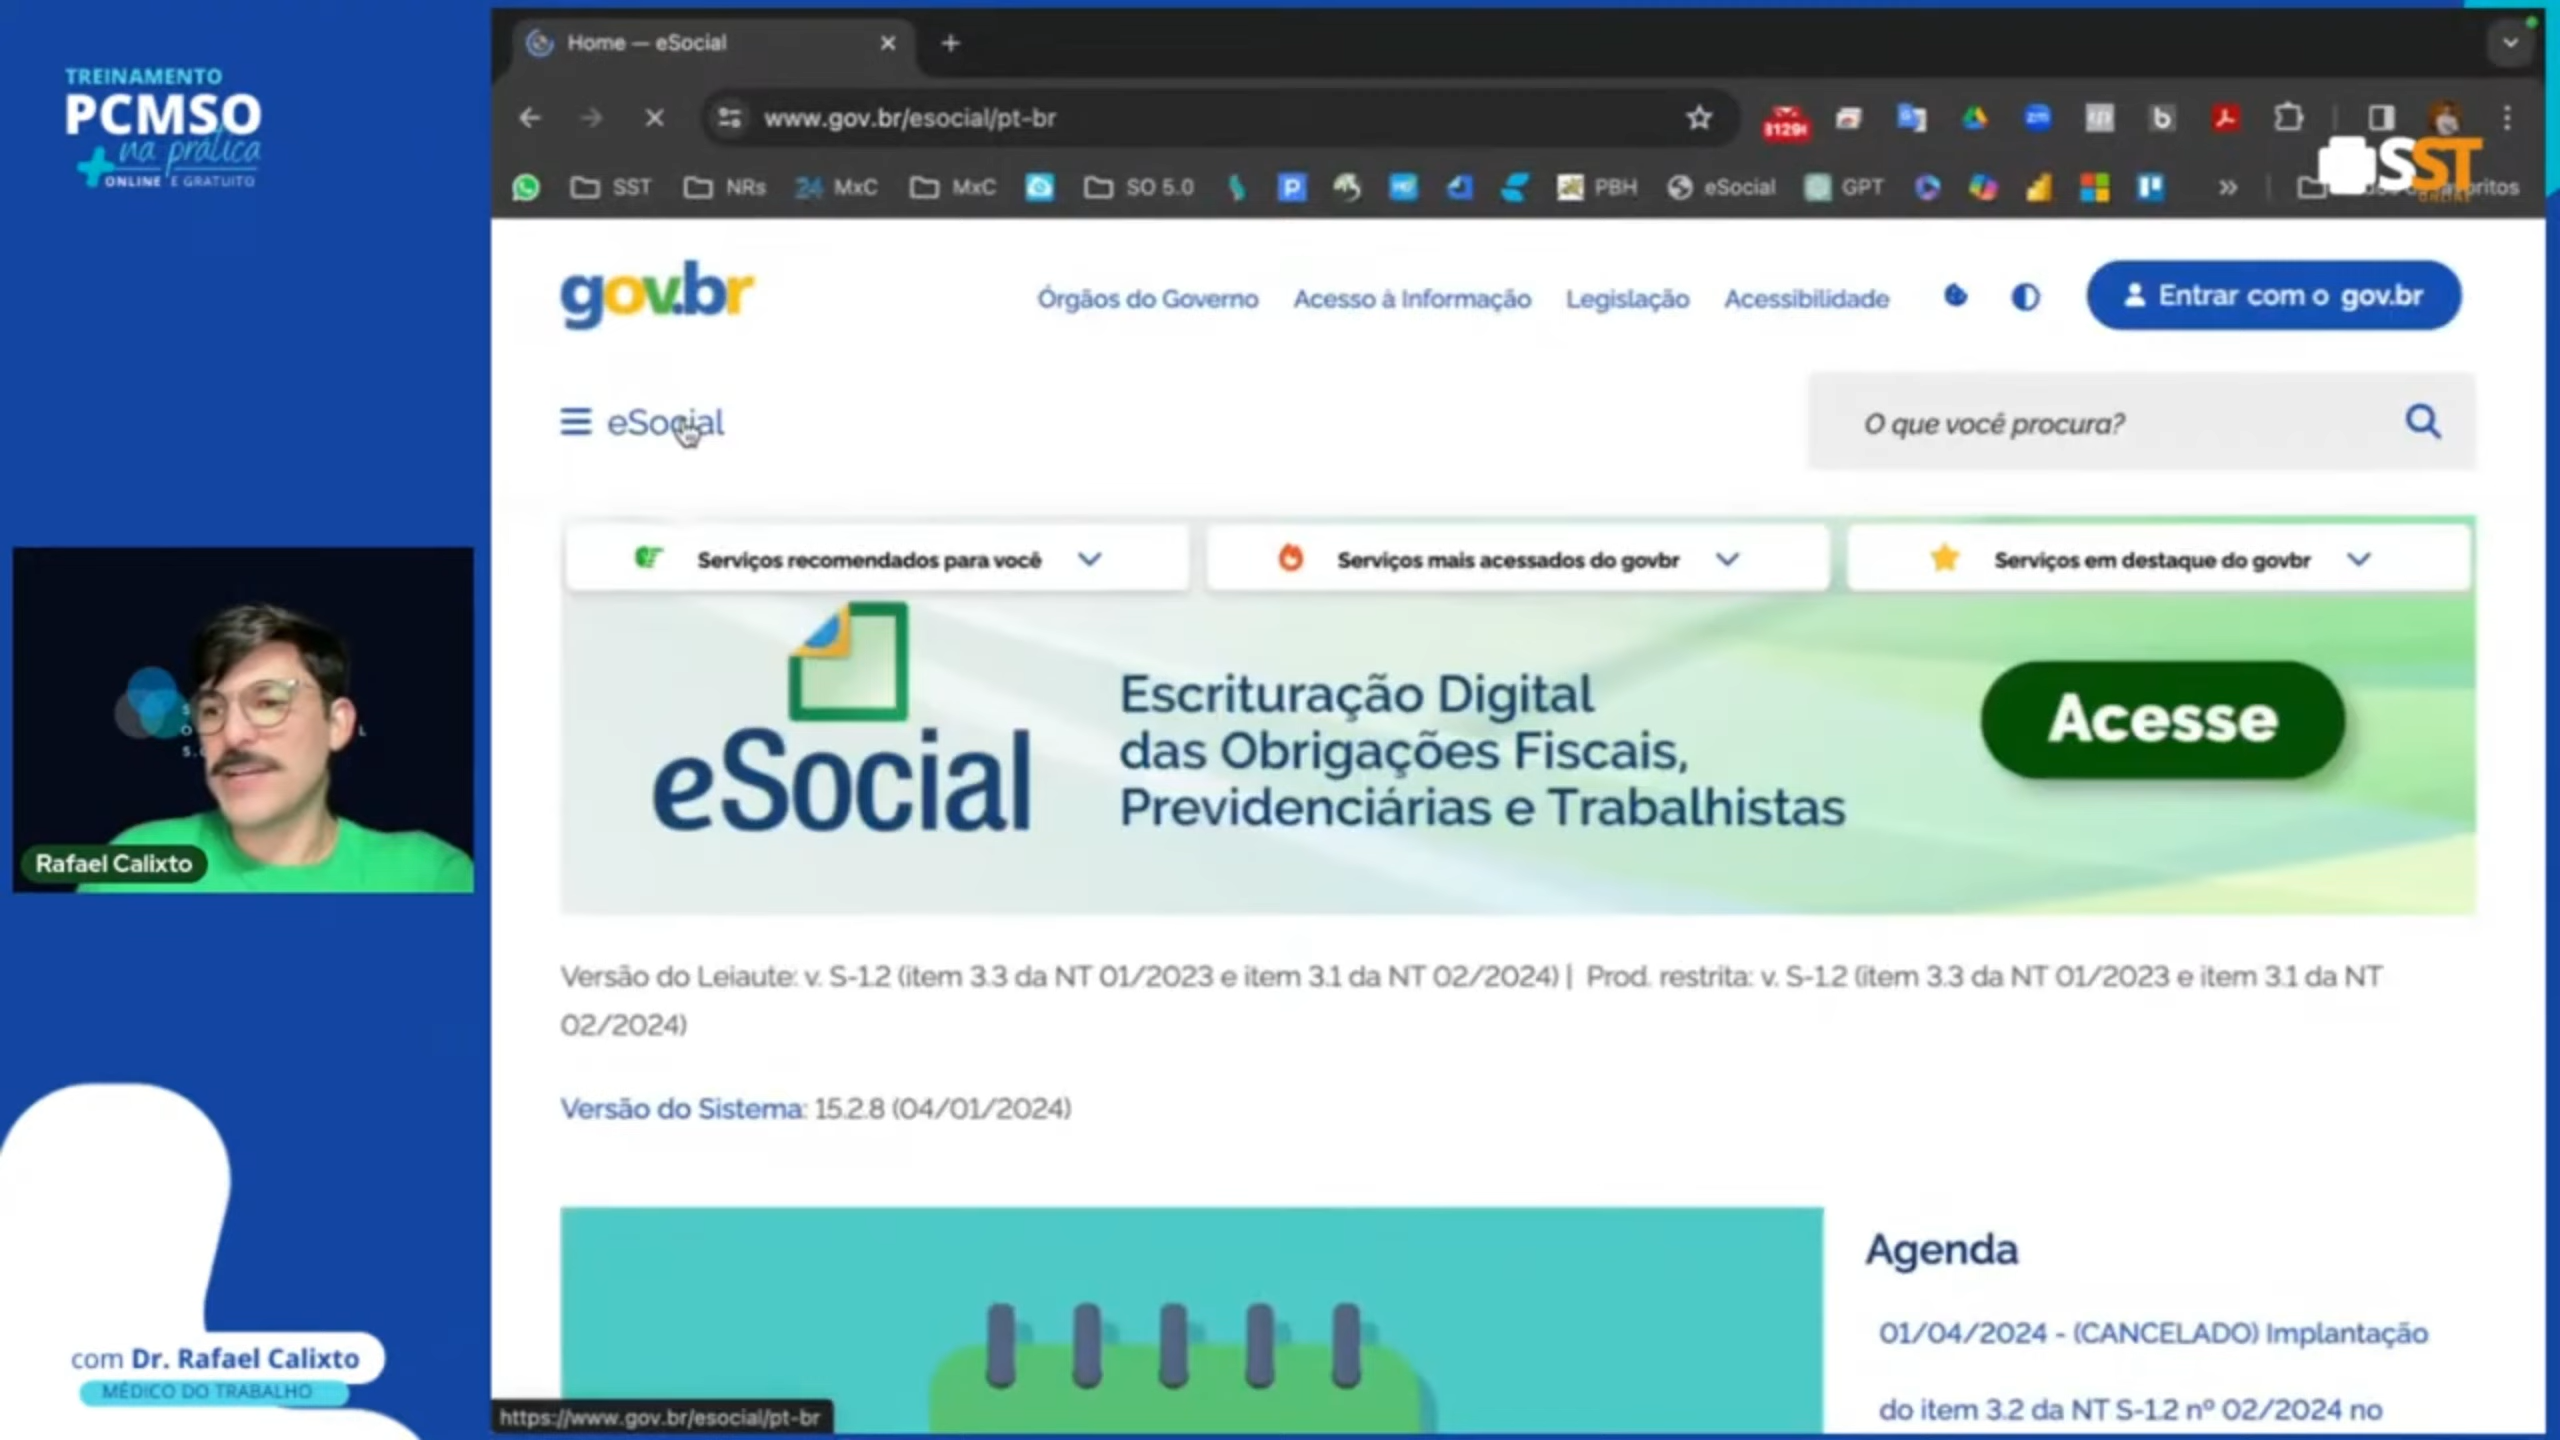 TREINAMENTO
PCMSO
na prática
ONLINE E GRATUITO
Rafael Calixto
com Dr. Rafael Calixto
MÉDICO DO TRABALHO
Home — eSocial
www.gov.br/esocial/pt-br
SST
NRs
24 MxC
MxC
SO 5.0
PBH
eSocial
GPT
SST
ONLINE
gov.br
Órgãos do Governo
Acesso à Informação
Legislação
Acessibilidade
Entrar com o gov.br
eSocial
O que você procura?
Serviços recomendados para você
Serviços mais acessados do govbr
Serviços em destaque do govbr
eSocial
Escrituração Digital
das Obrigações Fiscais,
Previdenciárias e Trabalhistas
Acesse
Versão do Leiaute: v. S-1.2 (item 3.3 da NT 01/2023 e item 3.1 da NT 02/2024) | Prod. restrita: v. S-1.2 (item 3.3 da NT 01/2023 e item 3.1 da NT
02/2024)
Versão do Sistema: 15.2.8 (04/01/2024)
Agenda
01/04/2024 - (CANCELADO) Implantação
do item 3.2 da NT S-1.2 nº 02/2024 no
https://www.gov.br/esocial/pt-br